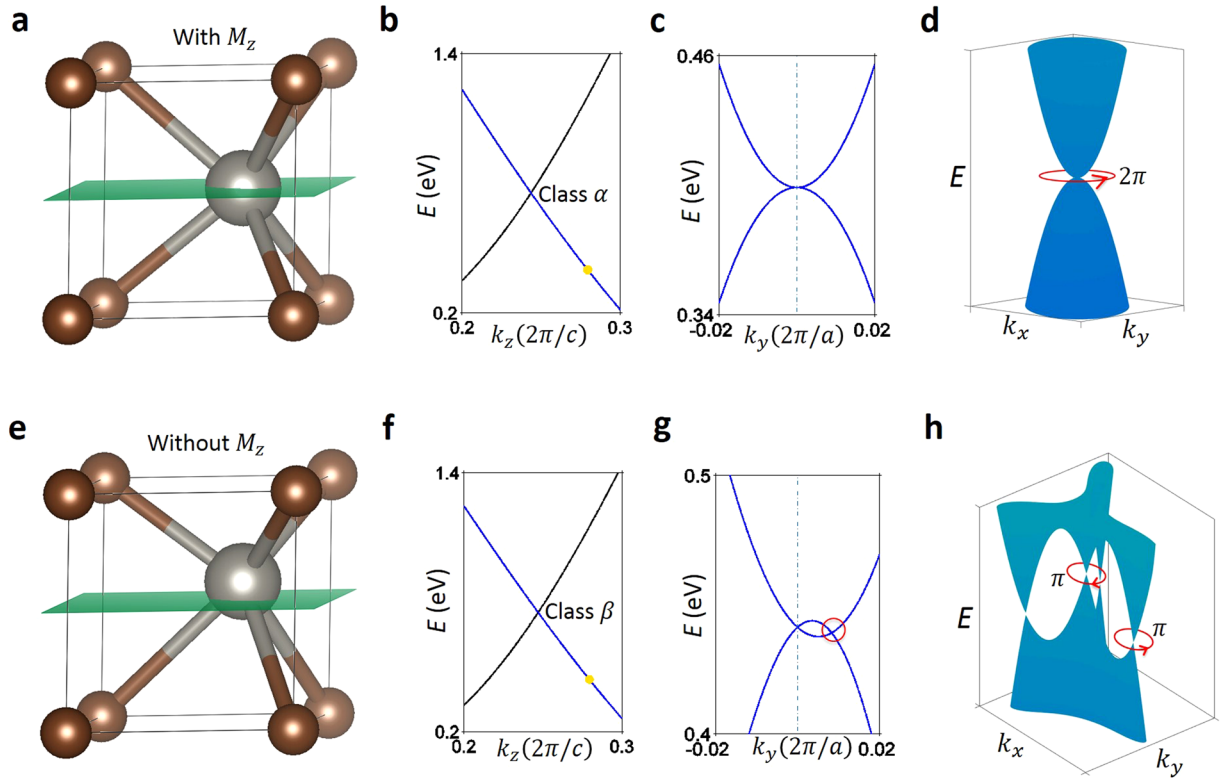 a
With M_z
b
1.4
E (eV)
Class α
0.2
0.2
k_z(2π/c)
0.3
c
0.46
E (eV)
0.34
-0.02
k_y(2π/a)
0.02
d
E
2π
k_x
k_y
e
Without M_z
f
1.4
E (eV)
Class β
0.2
0.2
k_z(2π/c)
0.3
g
0.5
E (eV)
0.4
-0.02
k_y(2π/a)
0.02
h
π
π
E
k_x
k_y